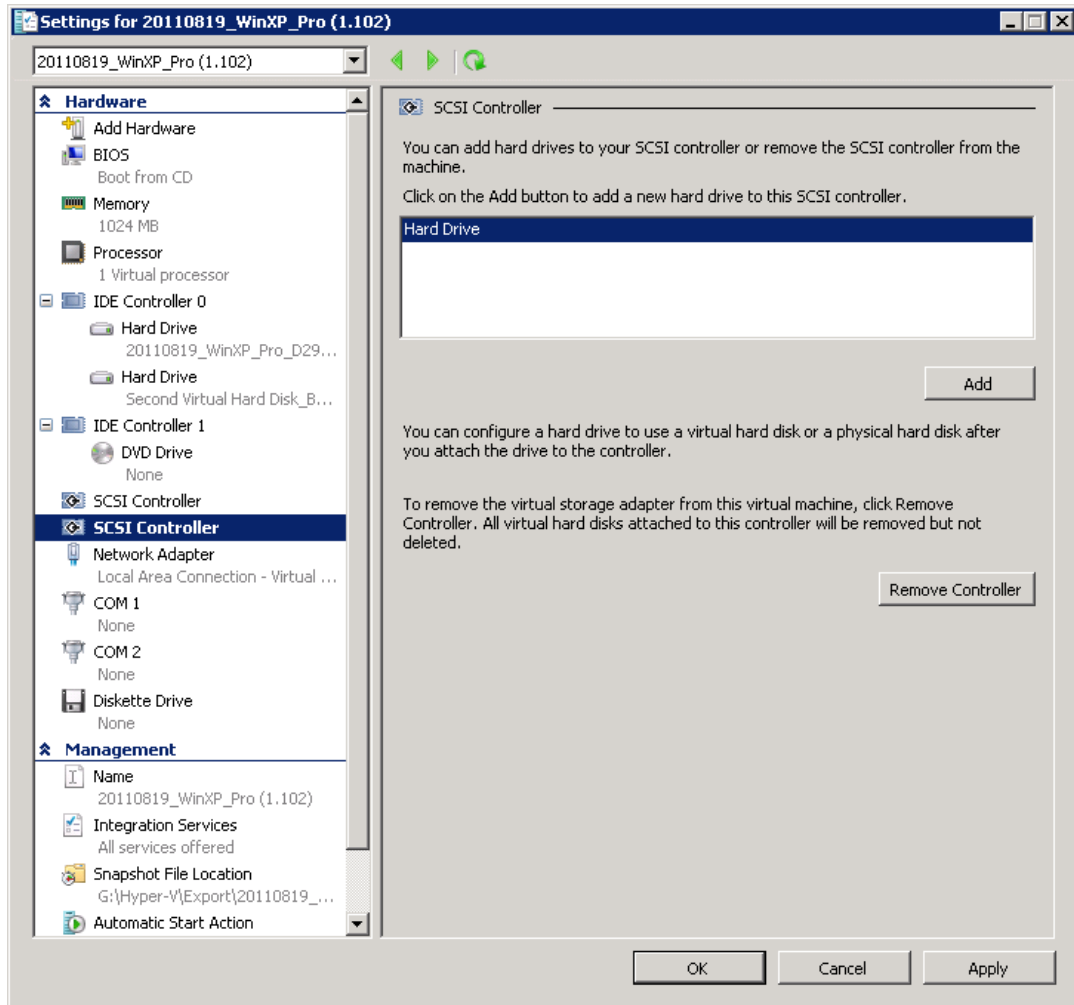 Settings for 20110819_WinXP_Pro (1.102)
20110819_WinXP_Pro (1.102)
Hardware
Add Hardware
BIOS
Boot from CD
Memory
1024 MB
Processor
1 Virtual processor
IDE Controller 0
Hard Drive
20110819_WinXP_Pro_D29...
Hard Drive
Second Virtual Hard Disk_B...
IDE Controller 1
DVD Drive
None
SCSI Controller
SCSI Controller
Network Adapter
Local Area Connection - Virtual ...
COM 1
None
COM 2
None
Diskette Drive
None
Management
Name
20110819_WinXP_Pro (1.102)
Integration Services
All services offered
Snapshot File Location
G:\Hyper-V\Export\20110819_...
Automatic Start Action
SCSI Controller
You can add hard drives to your SCSI controller or remove the SCSI controller from the
machine.
Click on the Add button to add a new hard drive to this SCSI controller.
Hard Drive
Add
You can configure a hard drive to use a virtual hard disk or a physical hard disk after
you attach the drive to the controller.
To remove the virtual storage adapter from this virtual machine, click Remove
Controller. All virtual hard disks attached to this controller will be removed but not
deleted.
Remove Controller
OK
Cancel
Apply